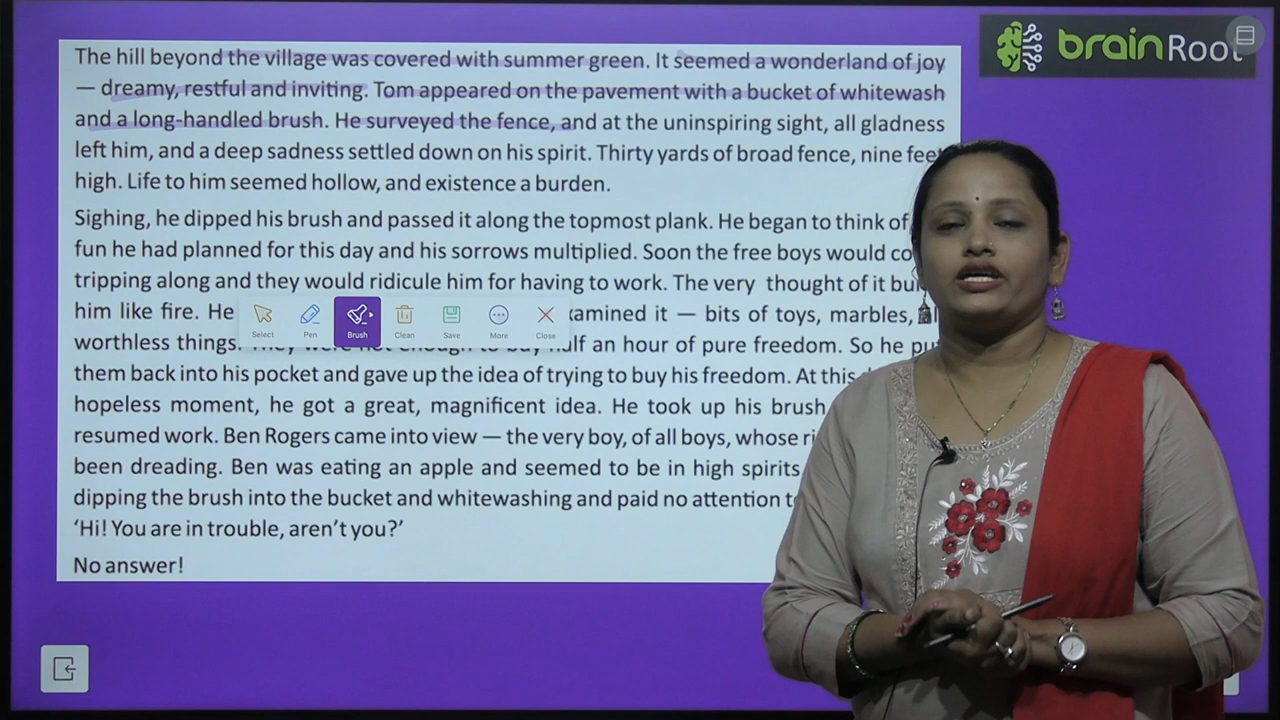 brainRoot
The hill beyond the village was covered with summer green. It seemed a wonderland of joy
— dreamy, restful and inviting. Tom appeared on the pavement with a bucket of whitewash
and a long-handled brush. He surveyed the fence, and at the uninspiring sight, all gladness
left him, and a deep sadness settled down on his spirit. Thirty yards of broad fence, nine feet
high. Life to him seemed hollow, and existence a burden.
Sighing, he dipped his brush and passed it along the topmost plank. He began to think of
fun he had planned for this day and his sorrows multiplied. Soon the free boys would
tripping along and they would ridicule him for having to work. The very thought of it
him like fire. He examined it — bits of toys, marbles,
worthless things. They were not enough to buy half an hour of pure freedom. So he
them back into his pocket and gave up the idea of trying to buy his freedom. At this
hopeless moment, he got a great, magnificent idea. He took up his brush
resumed work. Ben Rogers came into view — the very boy, of all boys, whose
been dreading. Ben was eating an apple and seemed to be in high spirits
dipping the brush into the bucket and whitewashing and paid no attention
‘Hi! You are in trouble, aren’t you?’
No answer!
Select Pen Brush Clean Save More Close